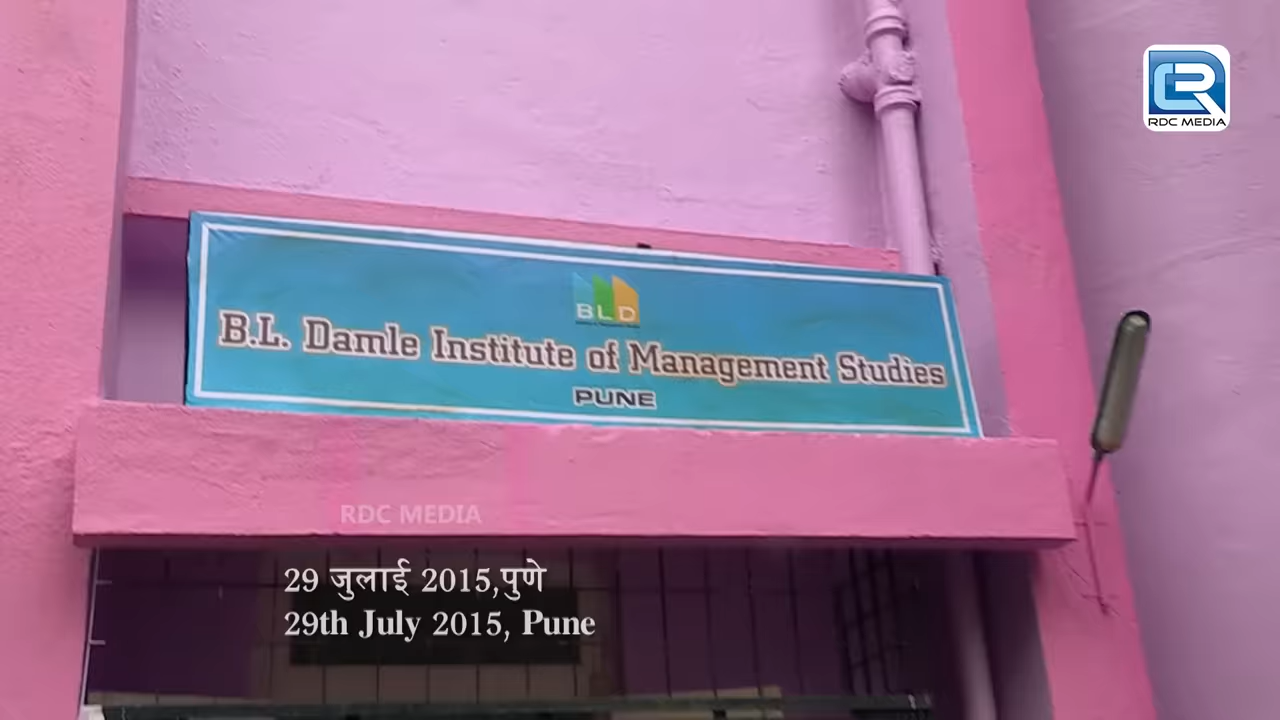 RDC MEDIA
BLD
B.L. Damle Institute of Management Studies
PUNE
RDC MEDIA
29 जुलाई 2015,पुणे
29th July 2015, Pune